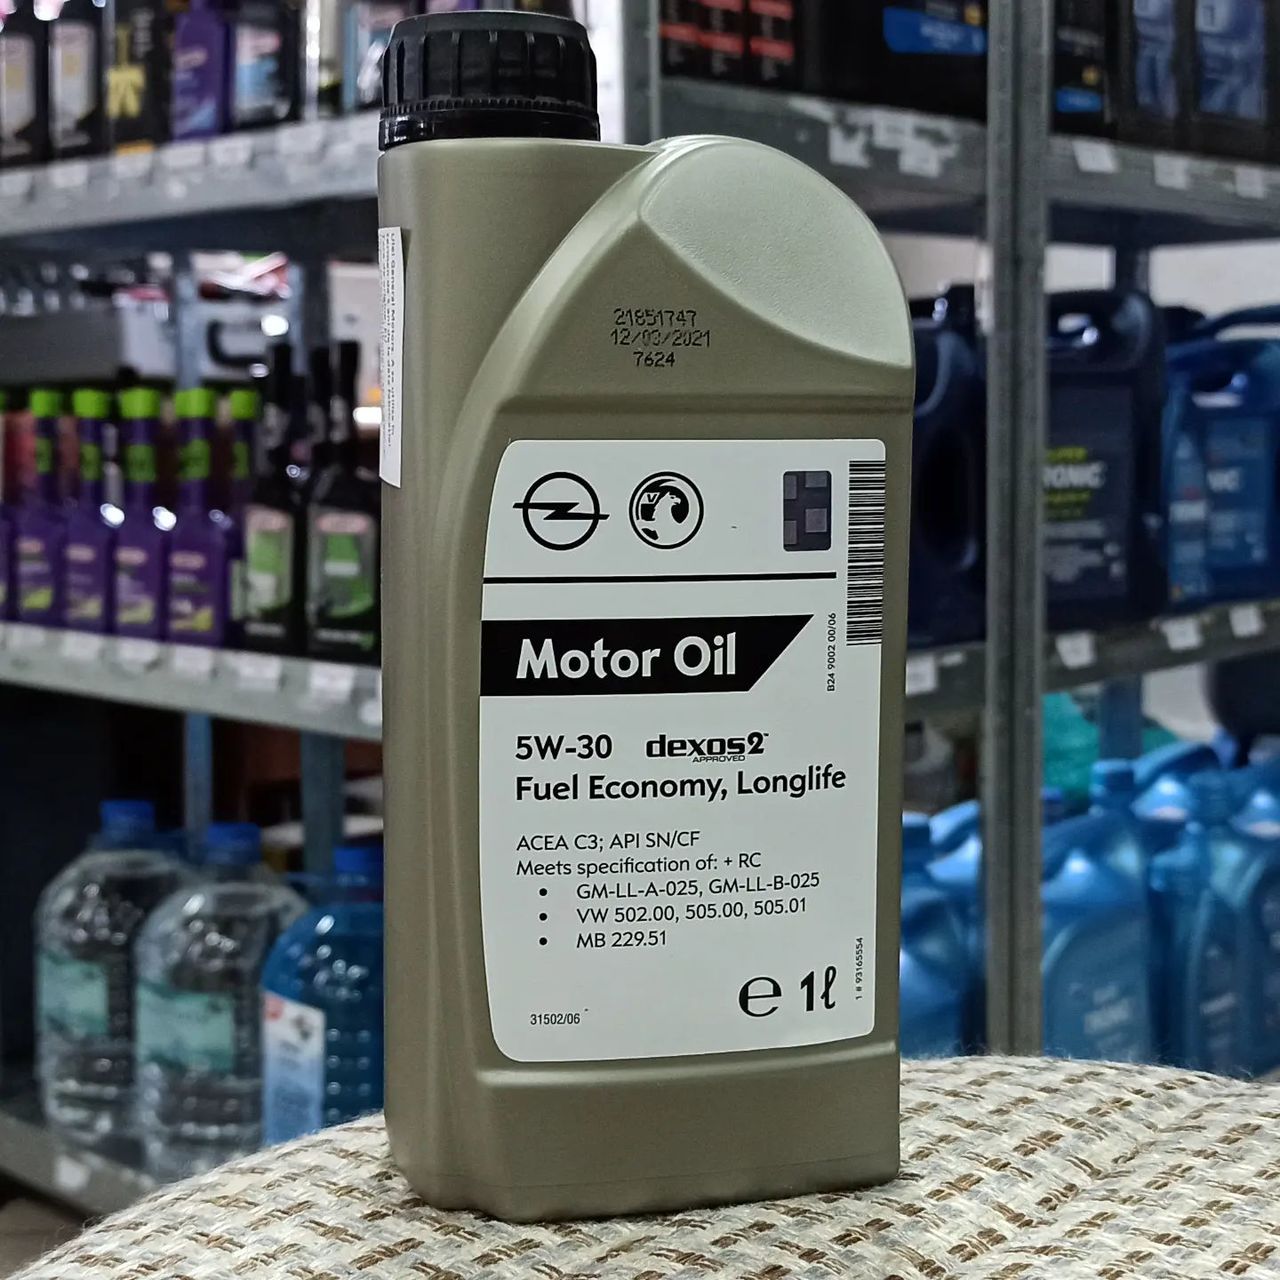 21851747
12/03/2021
7624
Motor Oil
5W-30 dexos2™
APPROVED
Fuel Economy, Longlife
ACEA C3; API SN/CF
Meets specification of: + RC
• GM-LL-A-025, GM-LL-B-025
• VW 502.00, 505.00, 505.01
• MB 229.51
31502/06
e 1ℓ
B24 9002 00/06
1 # 93165554